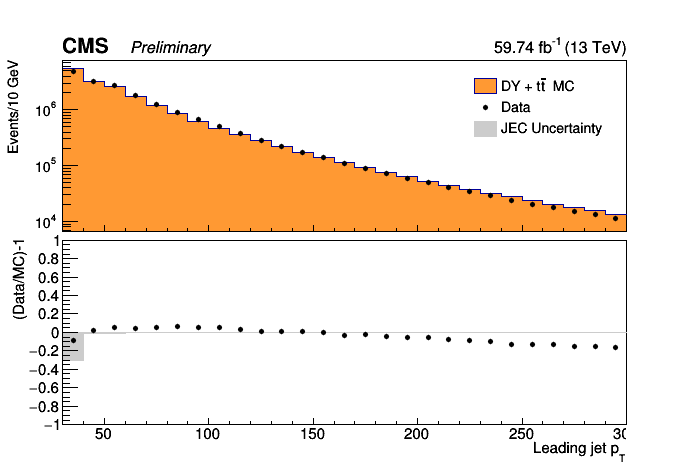 CMS Preliminary 59.74 fb⁻¹ (13 TeV)
Events/10 GeV
10⁶
10⁵
10⁴
DY + tt̄ MC
Data
JEC Uncertainty
(Data/MC)-1
1
0.8
0.6
0.4
0.2
0
−0.2
−0.4
−0.6
−0.8
−1
50 100 150 200 250 30
Leading jet p_T